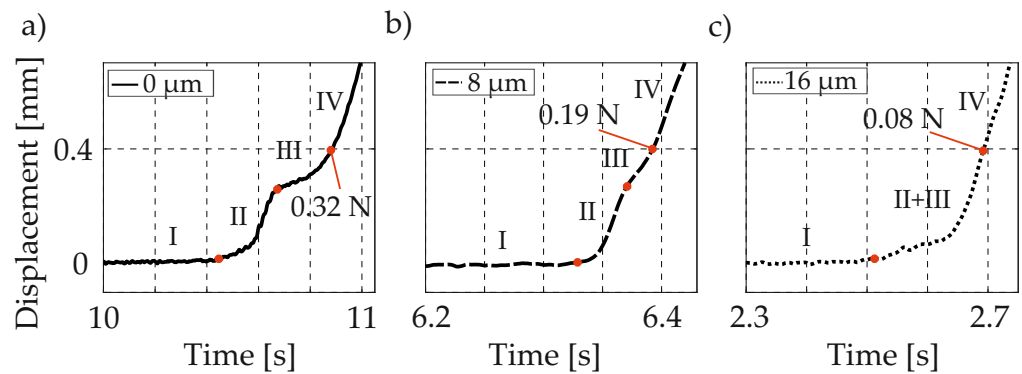 a)
b)
c)
Displacement [mm]
0.4
0
0 µm
I
II
III
IV
0.32 N
10
11
Time [s]
8 µm
I
II
III
IV
0.19 N
6.2
6.4
Time [s]
16 µm
I
II+III
IV
0.08 N
2.3
2.7
Time [s]